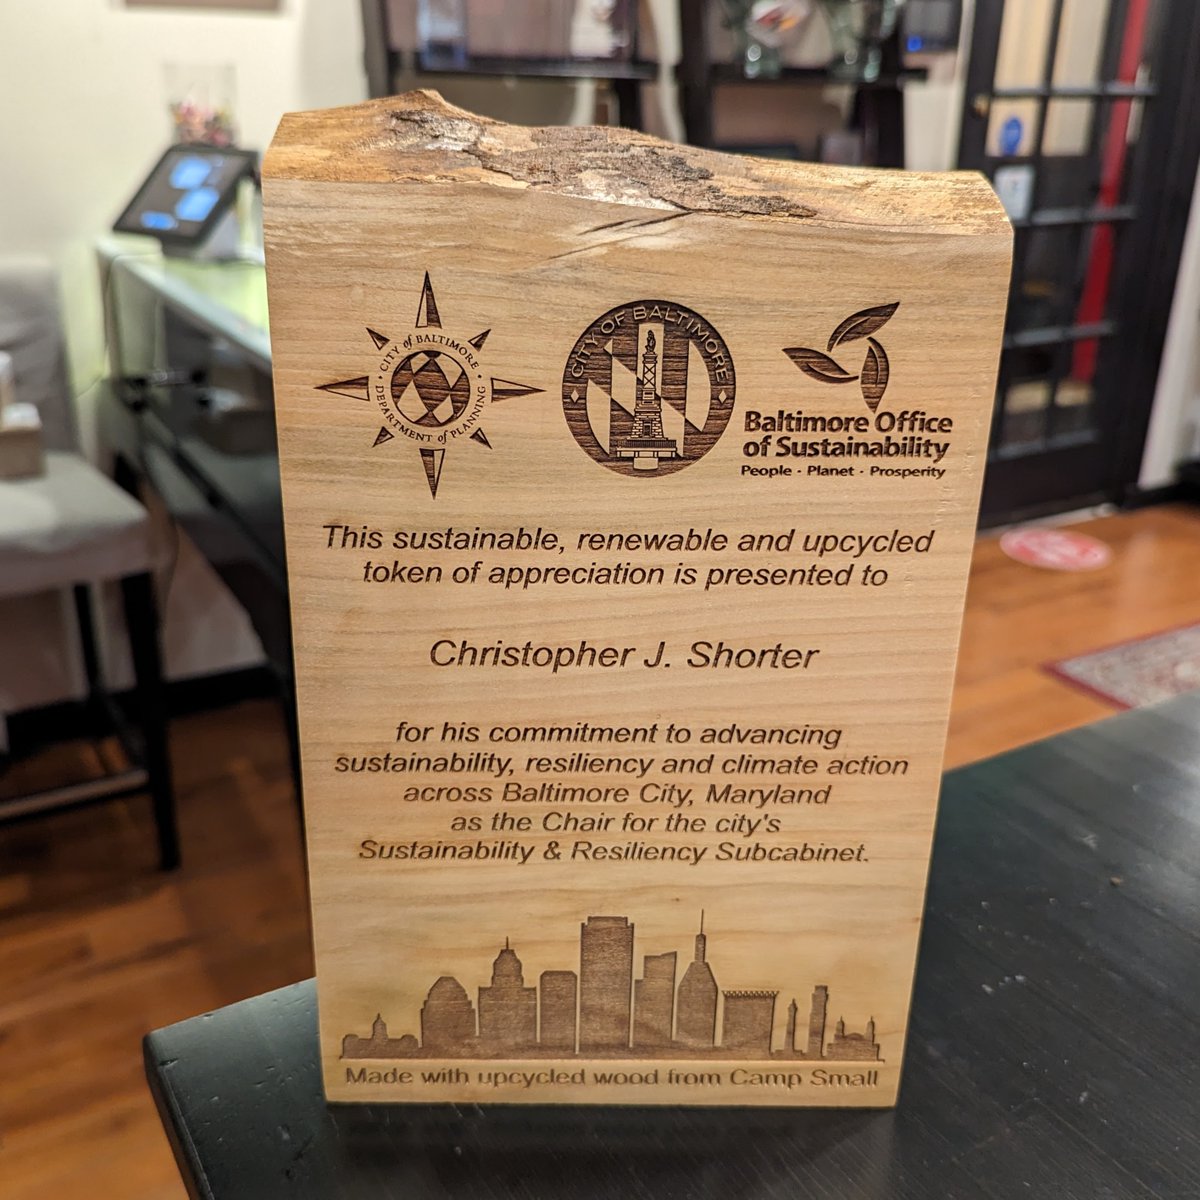 CITY of BALTIMORE
DEPARTMENT of PLANNING
CITY OF BALTIMORE
Baltimore Office
of Sustainability
People · Planet · Prosperity
This sustainable, renewable and upcycled
token of appreciation is presented to
Christopher J. Shorter
for his commitment to advancing
sustainability, resiliency and climate action
across Baltimore City, Maryland
as the Chair for the city's
Sustainability & Resiliency Subcabinet.
Made with upcycled wood from Camp Small